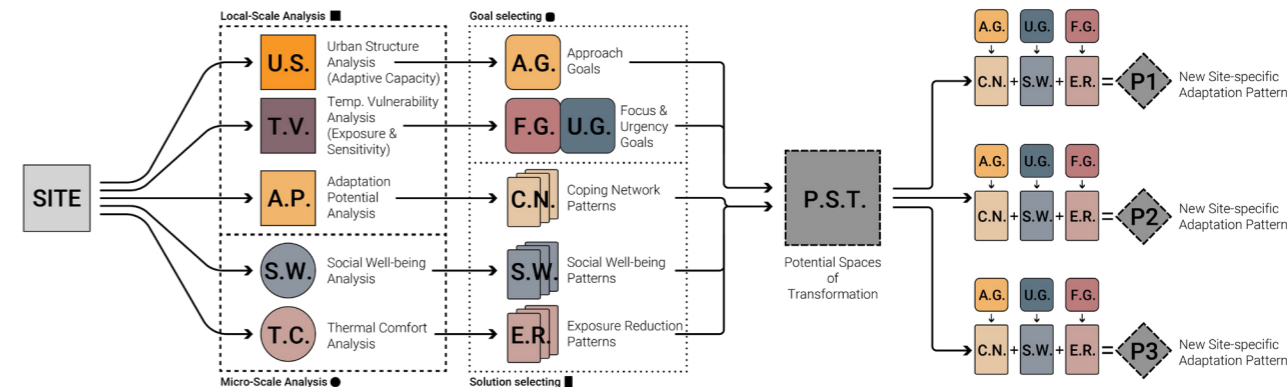 Local-Scale Analysis
Goal selecting
SITE
U.S.
Urban Structure
Analysis
(Adaptive Capacity)
T.V.
Temp. Vulnerability
Analysis
(Exposure &
Sensitivity)
A.P.
Adaptation
Potential
Analysis
S.W.
Social Well-being
Analysis
T.C.
Thermal Comfort
Analysis
Micro-Scale Analysis
A.G.
Approach
Goals
F.G. U.G.
Focus &
Urgency
Goals
C.N.
Coping Network
Patterns
S.W.
Social Well-being
Patterns
E.R.
Exposure Reduction
Patterns
Solution selecting
P.S.T.
Potential Spaces
of
Transformation
A.G. U.G. F.G.
C.N. + S.W. + E.R. = P1
New Site-specific
Adaptation Pattern
A.G. U.G. F.G.
C.N. + S.W. + E.R. = P2
New Site-specific
Adaptation Pattern
A.G. U.G. F.G.
C.N. + S.W. + E.R. = P3
New Site-specific
Adaptation Pattern